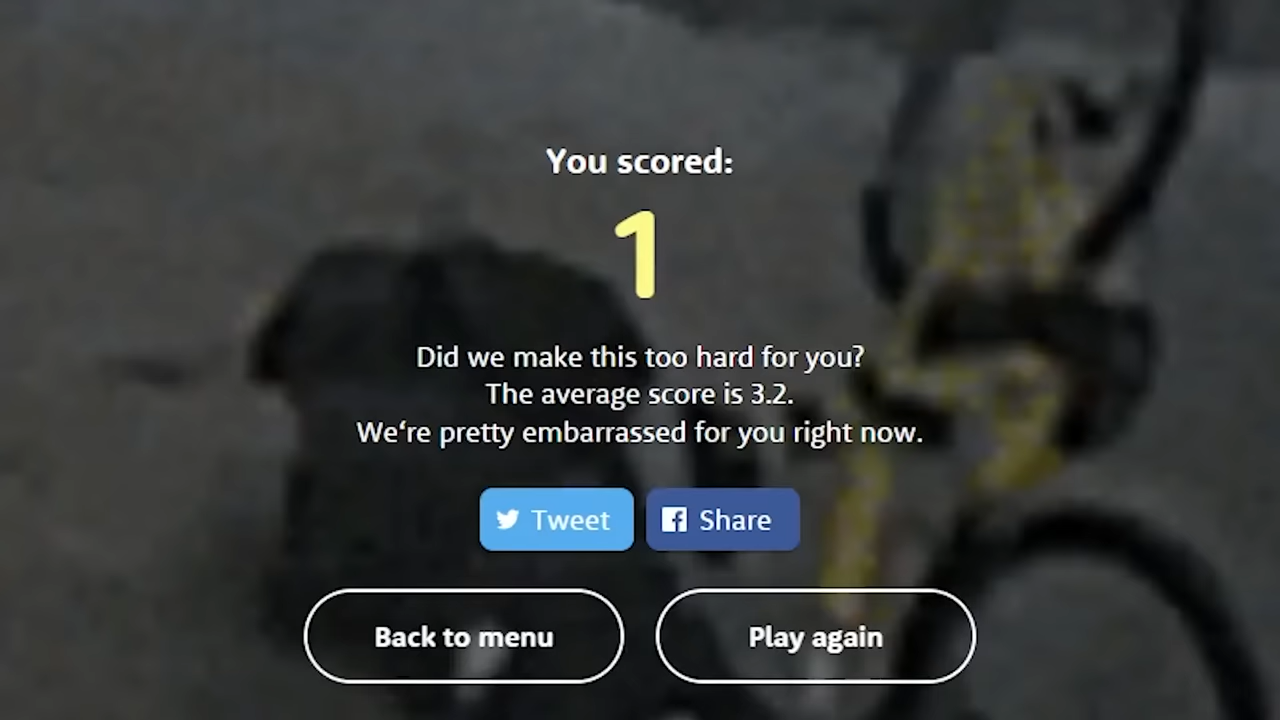 You scored:
1
Did we make this too hard for you?
The average score is 3.2.
We‘re pretty embarrassed for you right now.
Tweet
Share
Back to menu
Play again